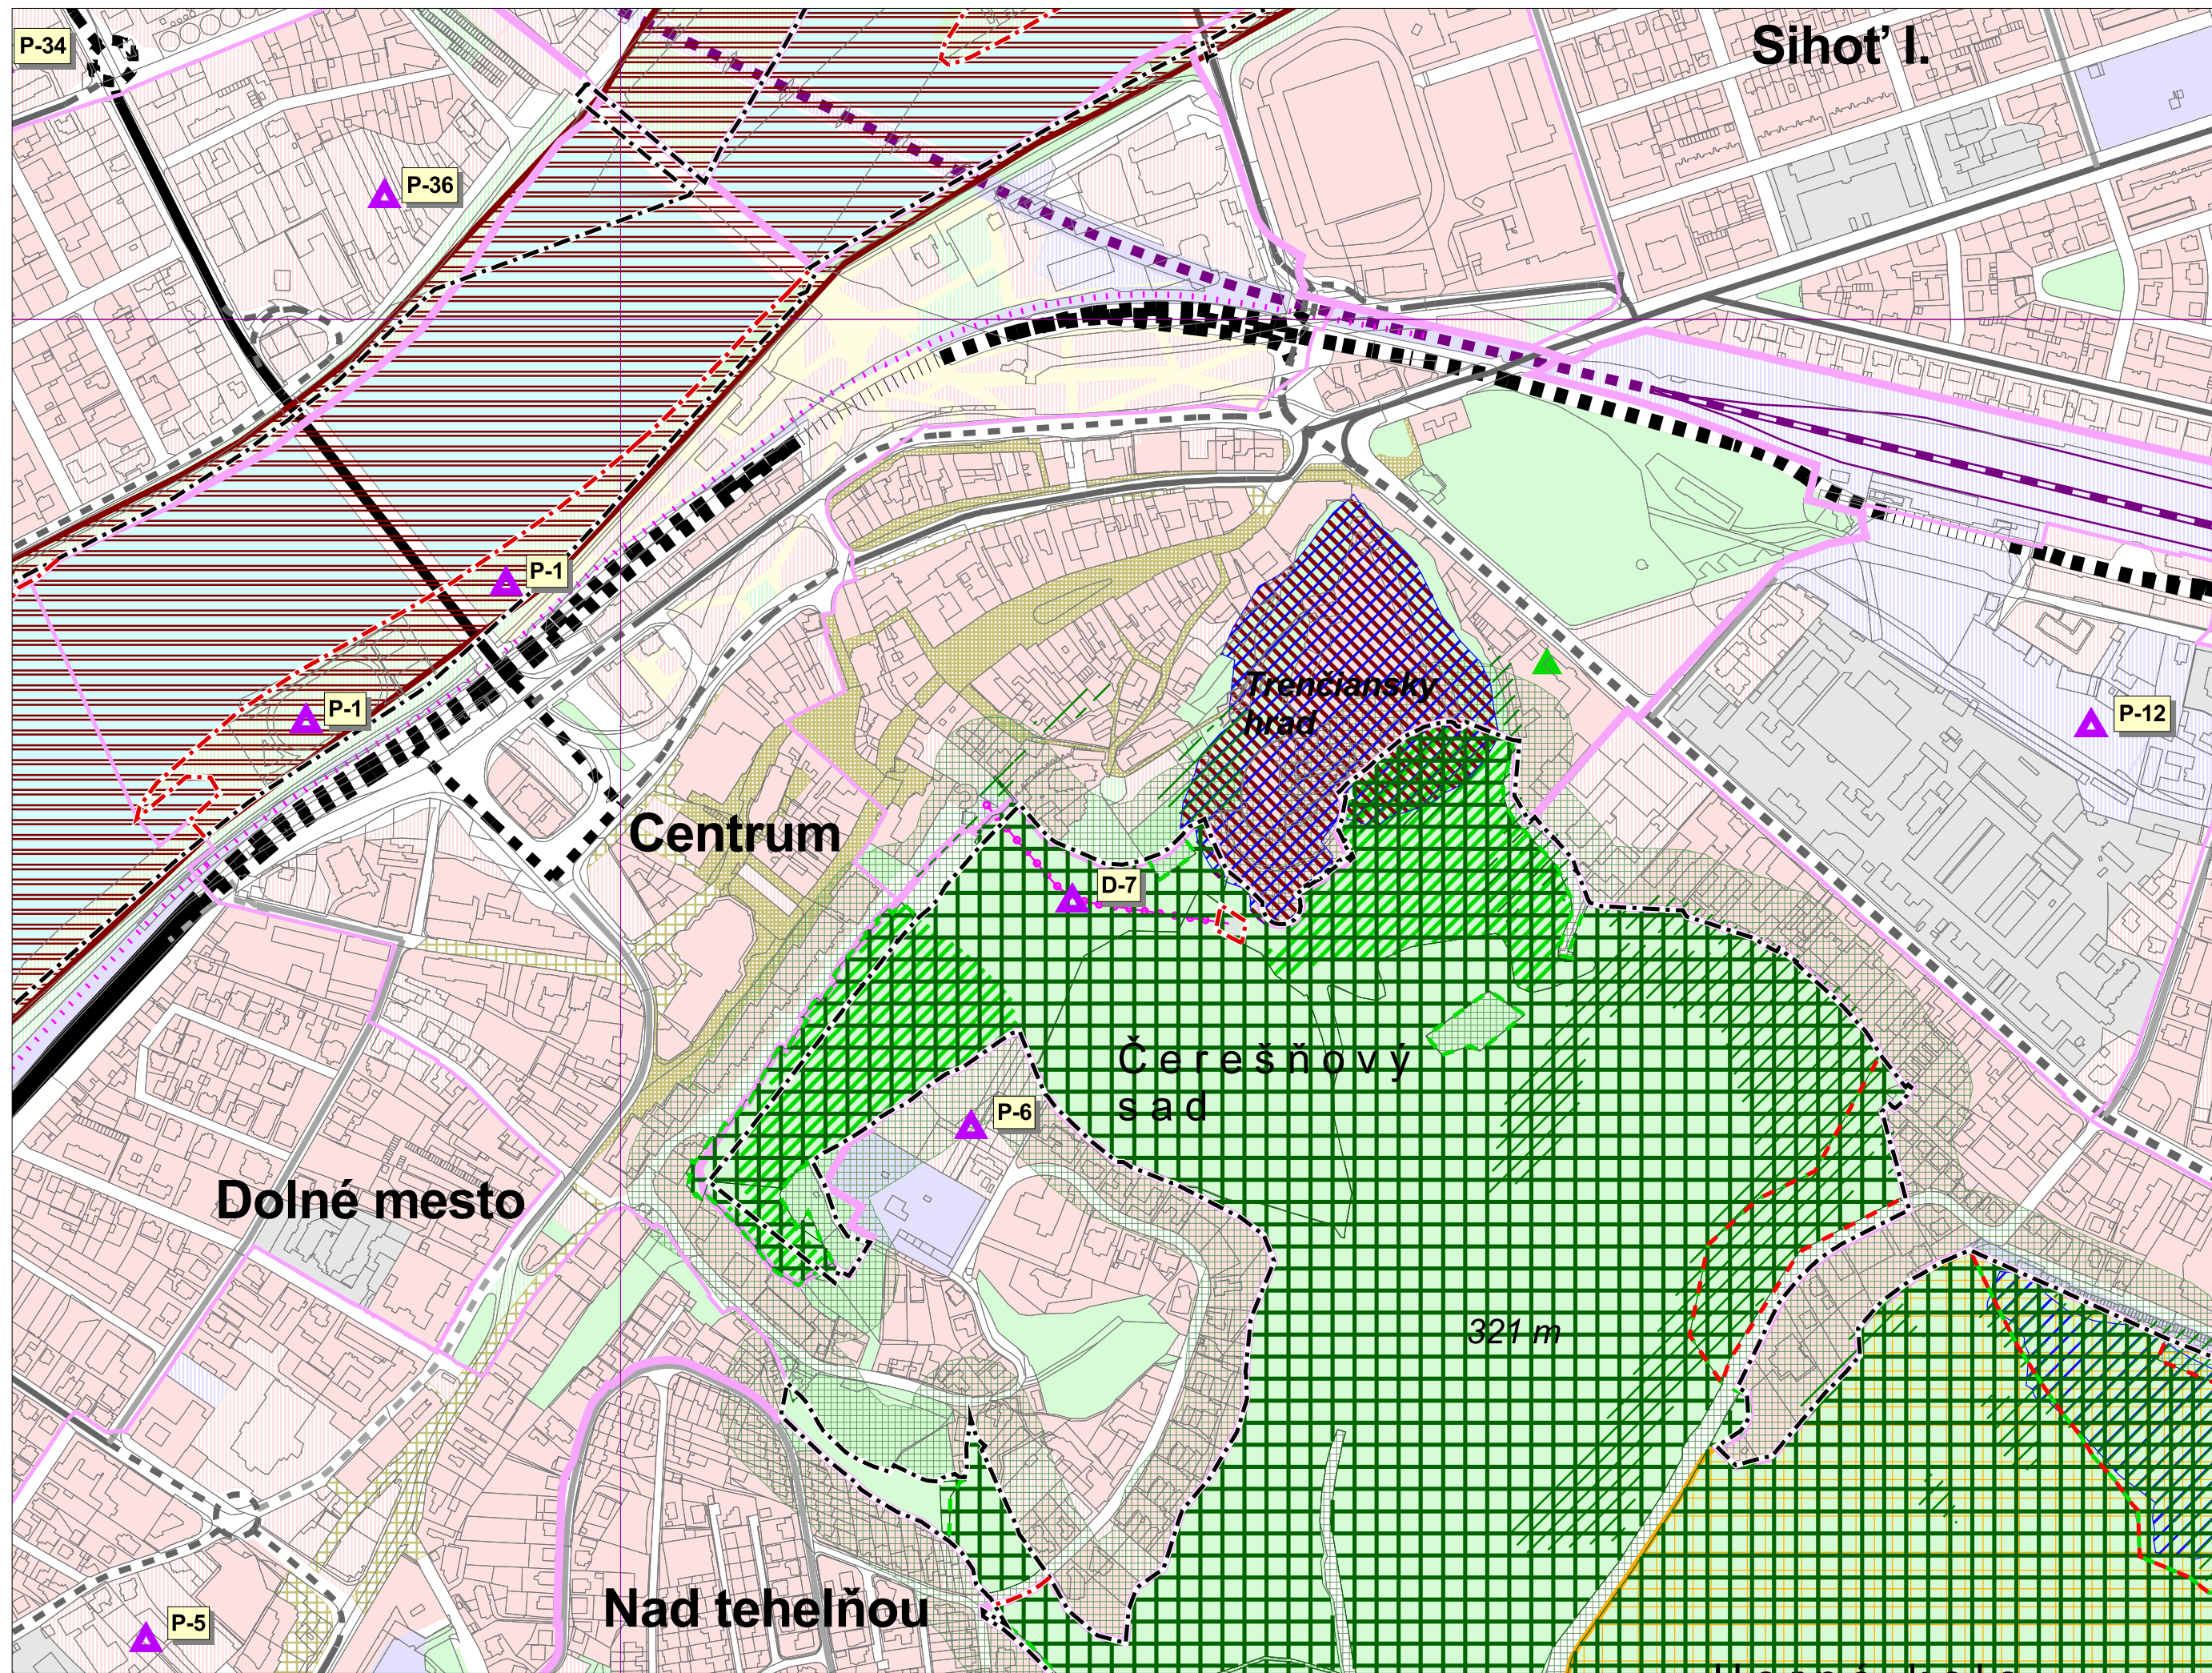 P-34
Sihoť I.
P-36
P-1
P-1
Trenčiansky
hrad
P-12
Centrum
D-7
Čerešňový
sad
P-6
Dolné mesto
321 m
Nad tehelňou
P-5